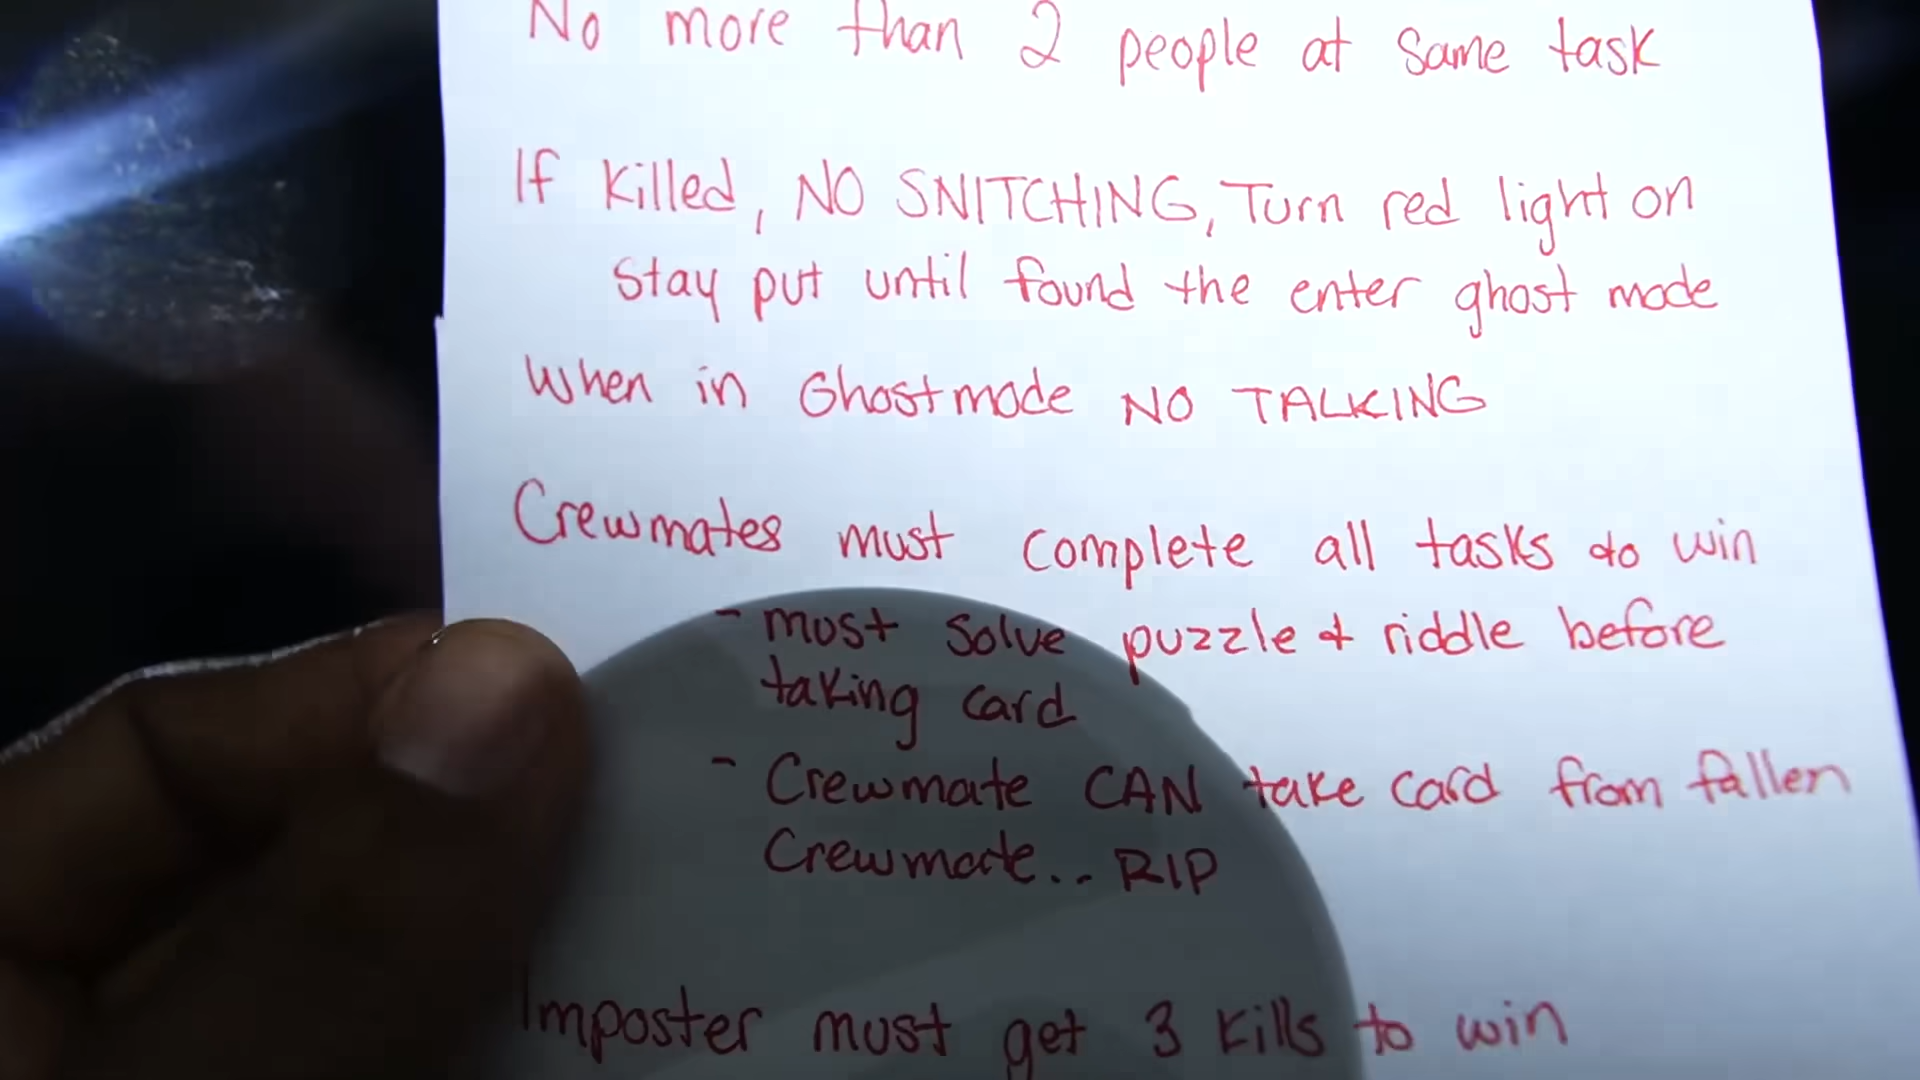 No more than 2 people at same task
If Killed, NO SNITCHING, Turn red light on
stay put until found the enter ghost mode
When in Ghostmode NO TALKING
Crewmates must complete all tasks to win
- must solve puzzle + riddle before
taking card
- Crewmate CAN take card from fallen
Crewmate.. RIP
Imposter must get 3 kills to win